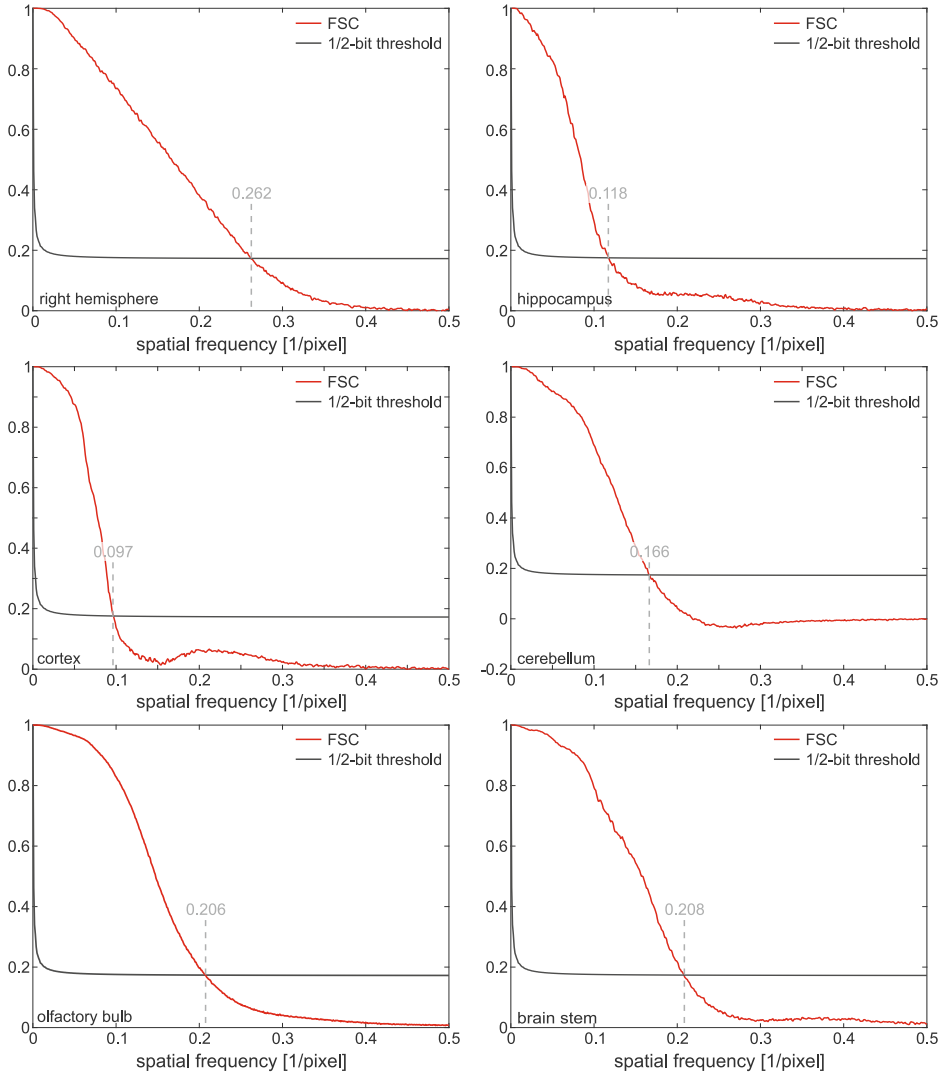 1
FSC
1/2-bit threshold
0.8
0.6
0.4
0.262
0.2
right hemisphere
0
0 0.1 0.2 0.3 0.4 0.5
spatial frequency [1/pixel]
1
FSC
1/2-bit threshold
0.8
0.6
0.4
0.118
0.2
hippocampus
0
0 0.1 0.2 0.3 0.4 0.5
spatial frequency [1/pixel]
1
FSC
1/2-bit threshold
0.8
0.6
0.4
0.097
0.2
cortex
0
0 0.1 0.2 0.3 0.4 0.5
spatial frequency [1/pixel]
1
FSC
1/2-bit threshold
0.8
0.6
0.4
0.166
0.2
0
cerebellum
-0.2
0 0.1 0.2 0.3 0.4 0.5
spatial frequency [1/pixel]
1
FSC
1/2-bit threshold
0.8
0.6
0.4
0.206
0.2
olfactory bulb
0
0 0.1 0.2 0.3 0.4 0.5
spatial frequency [1/pixel]
1
FSC
1/2-bit threshold
0.8
0.6
0.4
0.208
0.2
brain stem
0
0 0.1 0.2 0.3 0.4 0.5
spatial frequency [1/pixel]